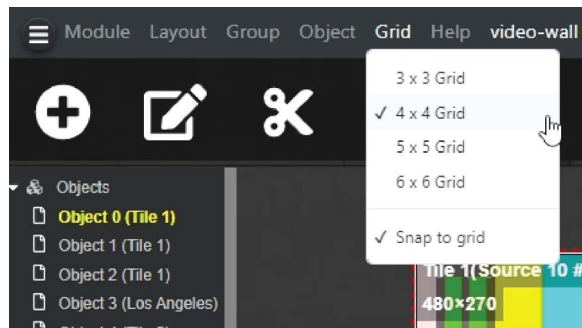 Module Layout Group Object Grid Help video-wall
3 x 3 Grid
✓ 4 x 4 Grid
5 x 5 Grid
6 x 6 Grid
✓ Snap to grid
Objects
Object 0 (Tile 1)
Object 1 (Tile 1)
Object 2 (Tile 1)
Object 3 (Los Angeles)
Tile 1(Source 10 #
480×270